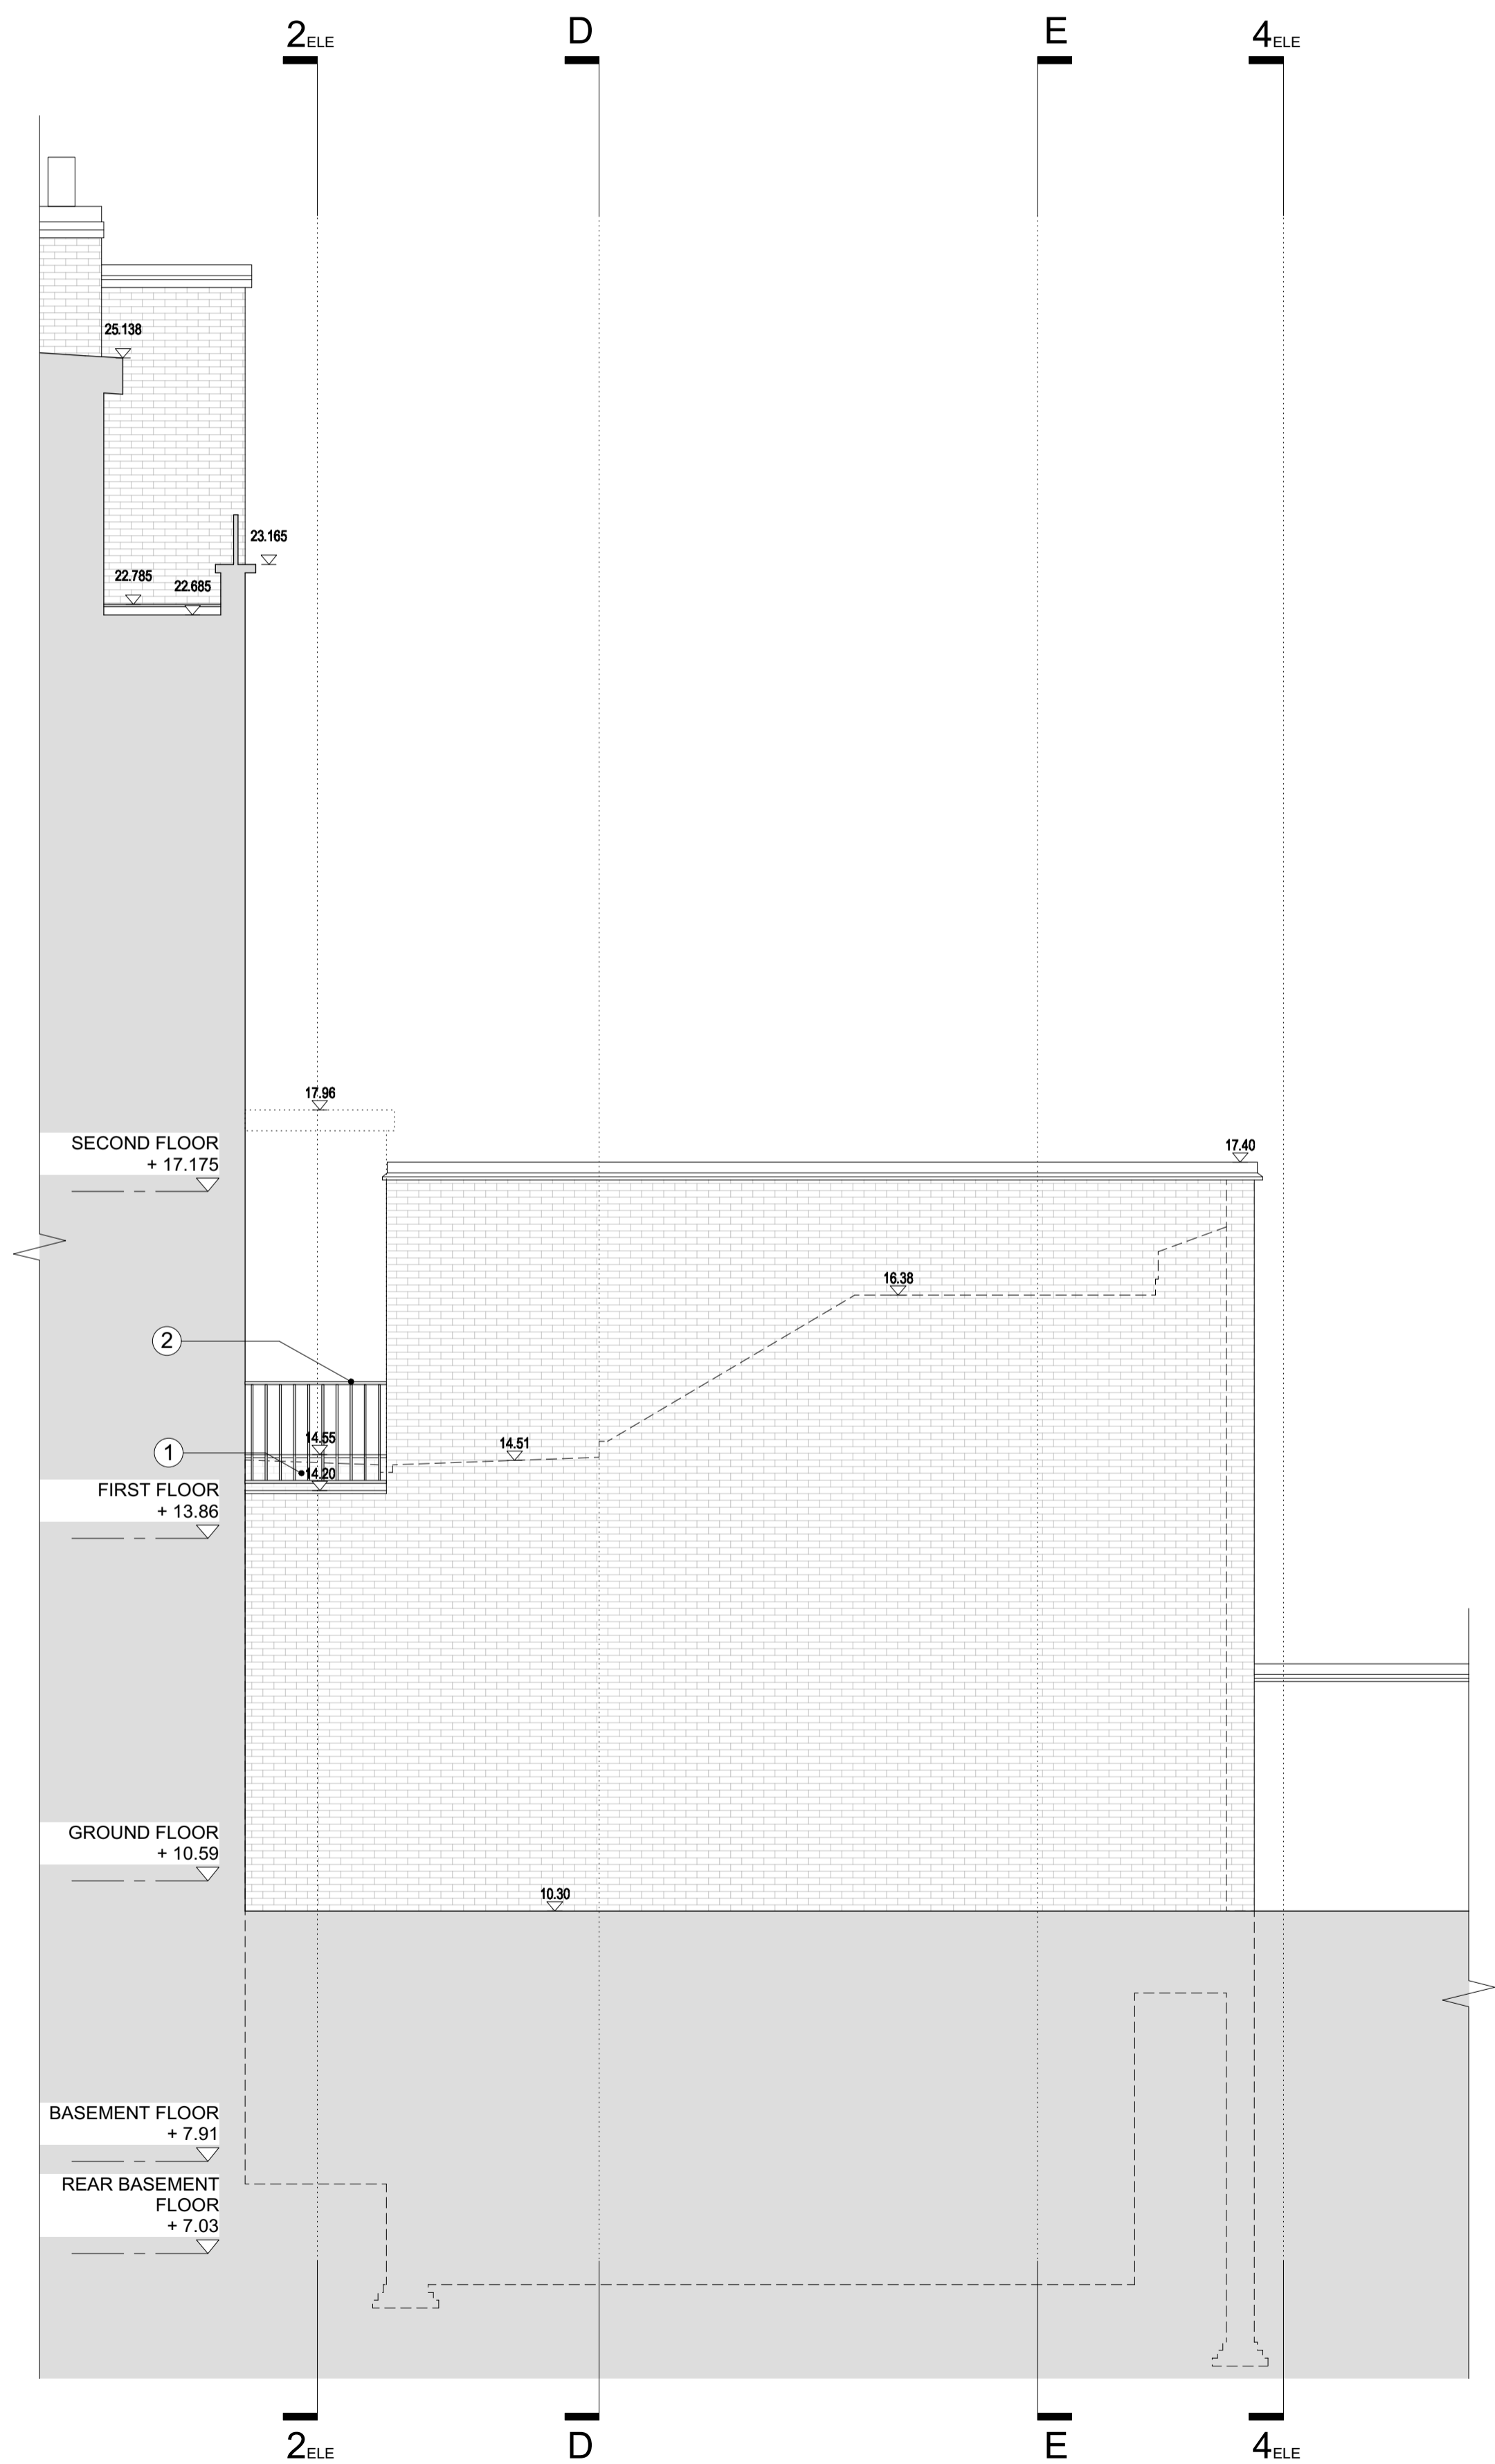 2ELE
D
E
4ELE
25.138
23.165
22.785
22.685
17.96
SECOND FLOOR
+ 17.175
17.40
16.38
2
14.55
14.51
1
14.20
FIRST FLOOR
+ 13.86
GROUND FLOOR
+ 10.59
10.30
BASEMENT FLOOR
+ 7.91
REAR BASEMENT
FLOOR
+ 7.03
2ELE
D
E
4ELE